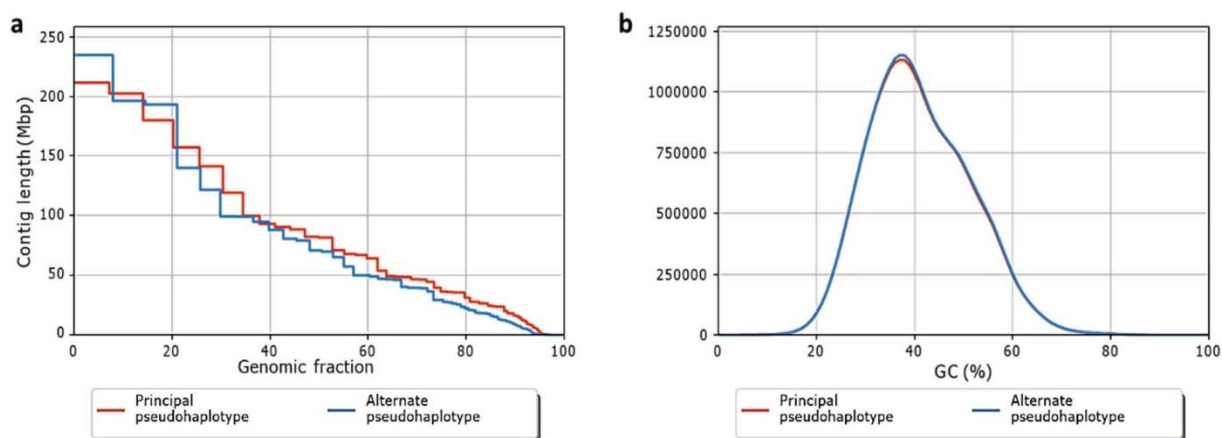 a
250
200
150
100
50
0
Contig length (Mbp)
0
20
40
60
80
100
Genomic fraction
Principal
pseudohaplotype
Alternate
pseudohaplotype
b
1250000
1000000
750000
500000
250000
0
0
20
40
60
80
100
GC (%)
Principal
pseudohaplotype
Alternate
pseudohaplotype